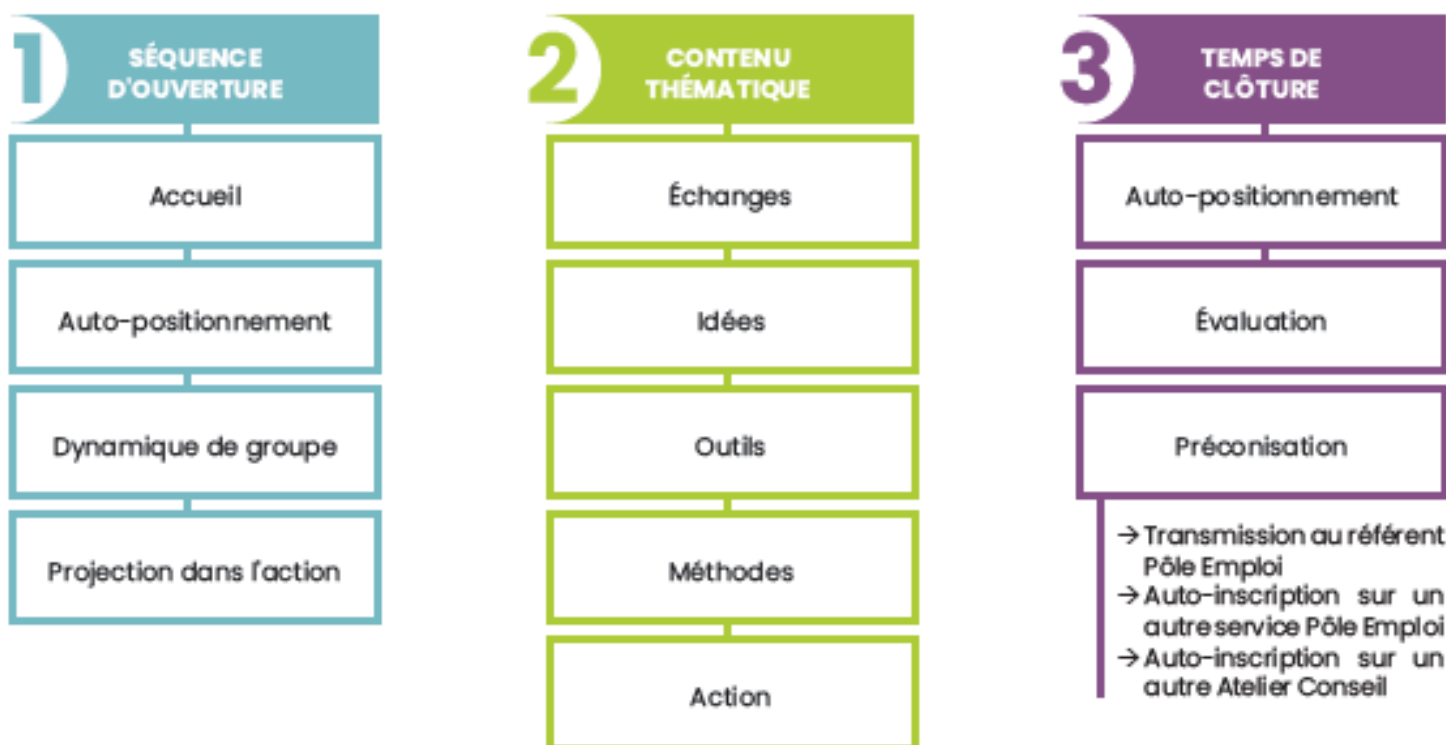 1
SÉQUENCE
D'OUVERTURE
Accueil
Auto-positionnement
Dynamique de groupe
Projection dans l'action
2
CONTENU
THÉMATIQUE
Échanges
Idées
Outils
Méthodes
Action
3
TEMPS DE
CLÔTURE
Auto-positionnement
Évaluation
Préconisation
→ Transmission au référent
Pôle Emploi
→ Auto-inscription sur un
autre service Pôle Emploi
→ Auto-inscription sur un
autre Atelier Conseil